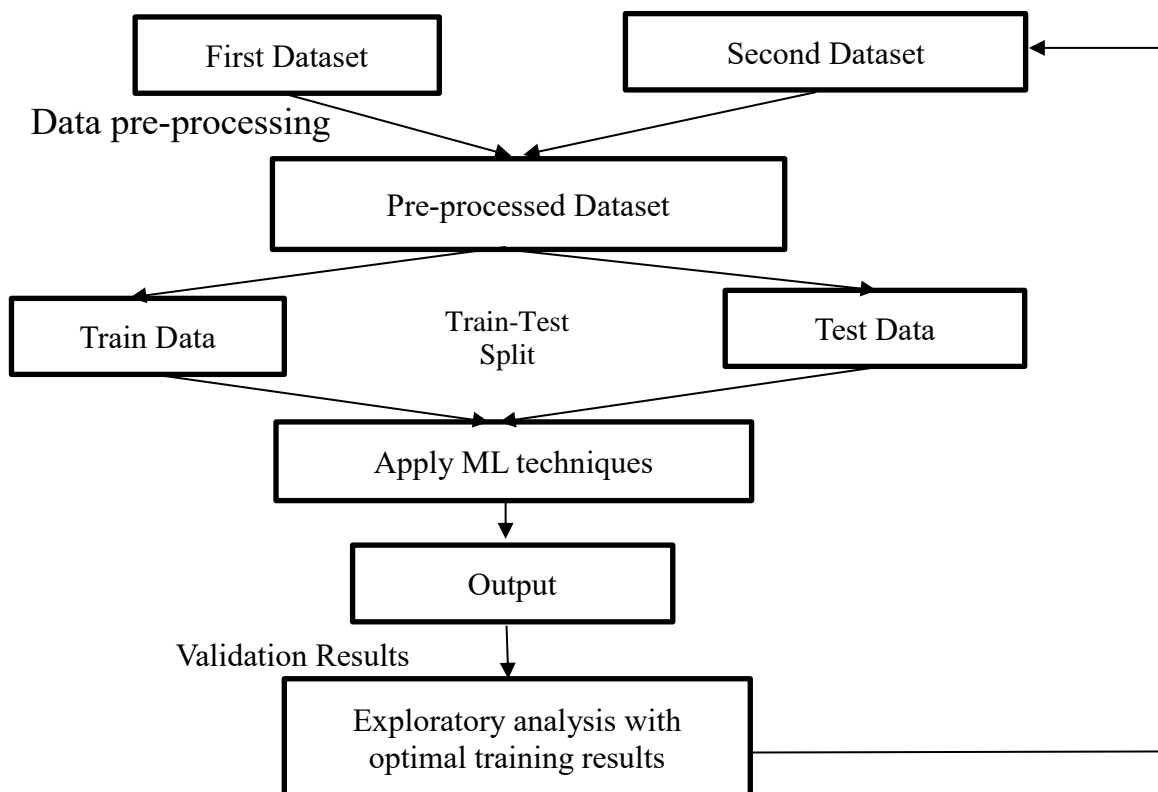 First Dataset
Second Dataset
Data pre-processing
Pre-processed Dataset
Train Data
Train-Test
Split
Test Data
Apply ML techniques
Output
Validation Results
Exploratory analysis with
optimal training results